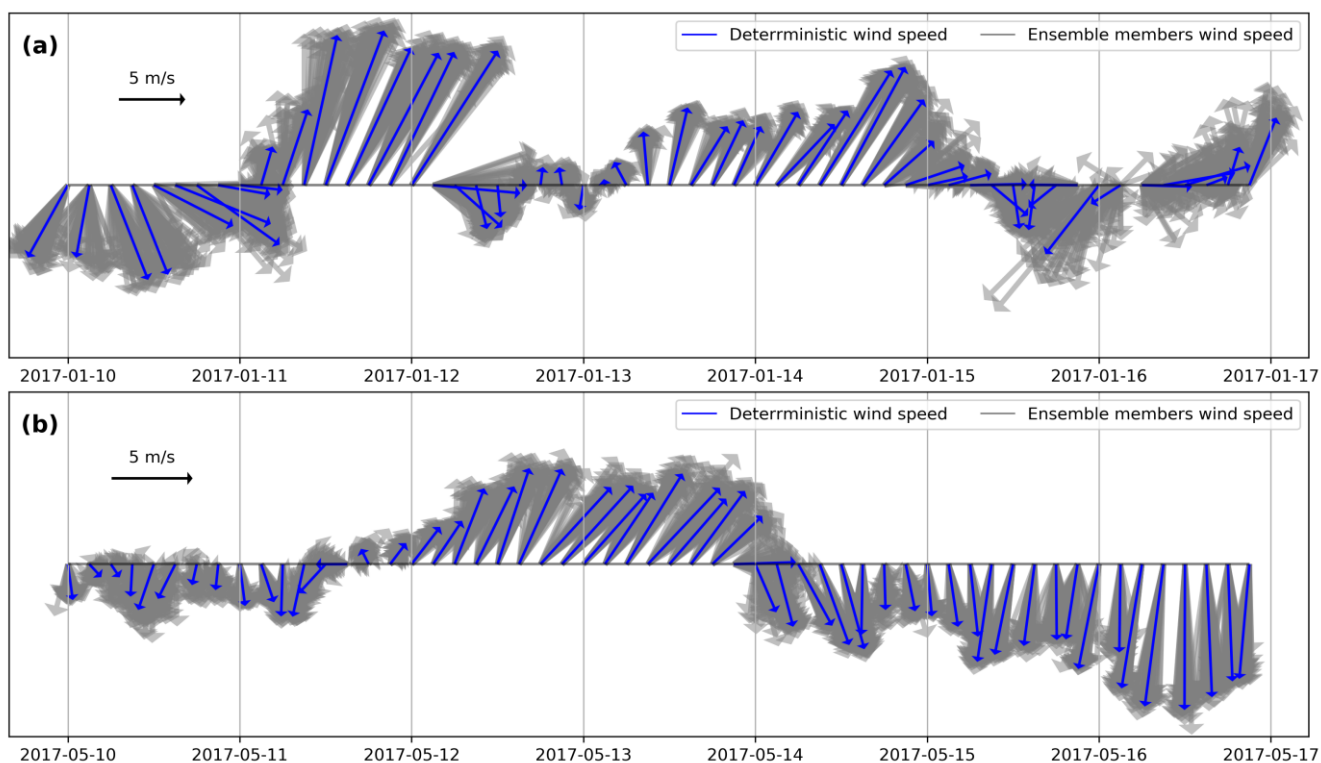 (a)
Deterrministic wind speed
Ensemble members wind speed
5 m/s
2017-01-10 2017-01-11 2017-01-12 2017-01-13 2017-01-14 2017-01-15 2017-01-16 2017-01-17
(b)
Deterrministic wind speed
Ensemble members wind speed
5 m/s
2017-05-10 2017-05-11 2017-05-12 2017-05-13 2017-05-14 2017-05-15 2017-05-16 2017-05-17